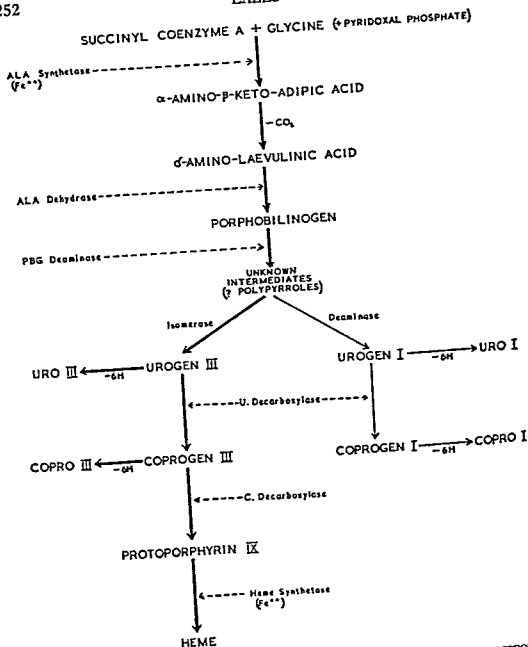 252
SUCCINYL COENZYME A + GLYCINE (+PYRIDOXAL PHOSPHATE)
ALA Synthetase
(Fe⁺⁺)
α-AMINO-β-KETO-ADIPIC ACID
-CO₂
δ-AMINO-LAEVULINIC ACID
ALA Dehydrase
PORPHOBILINOGEN
PBG Deaminase
UNKNOWN
INTERMEDIATES
(? POLYPYRROLES)
Isomerase
Deaminase
URO III -6H UROGEN III
UROGEN I -6H URO I
U. Decarboxylase
COPRO III -6H COPROGEN III
COPROGEN I -6H COPRO I
C. Decarboxylase
PROTOPORPHYRIN IX
Heme Synthetase
(Fe⁺⁺)
HEME